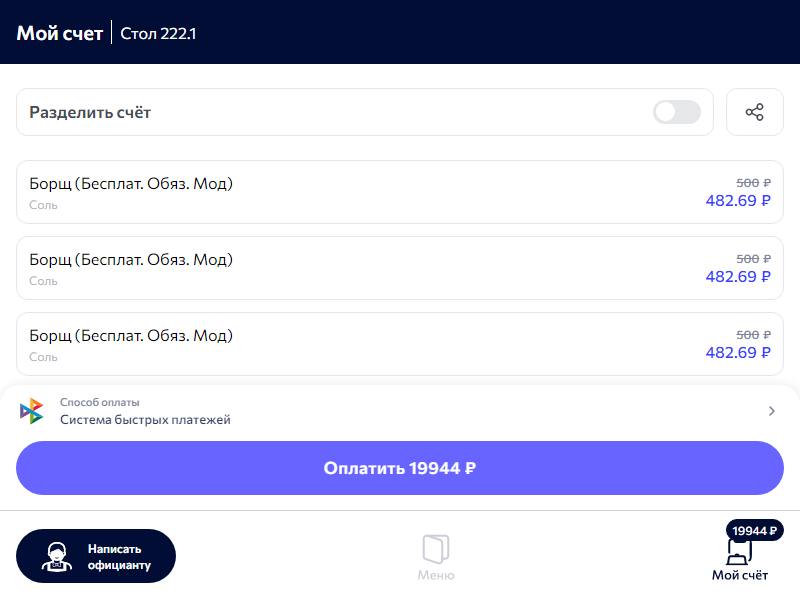 Мой счет
Стол 222.1
Разделить счёт
Борщ (Бесплат. Обяз. Мод)
Соль
500 ₽
482.69 ₽
Борщ (Бесплат. Обяз. Мод)
Соль
500 ₽
482.69 ₽
Борщ (Бесплат. Обяз. Мод)
Соль
500 ₽
482.69 ₽
Способ оплаты
Система быстрых платежей
Оплатить 19944 ₽
Написать
официанту
Меню
19944 ₽
Мой счёт